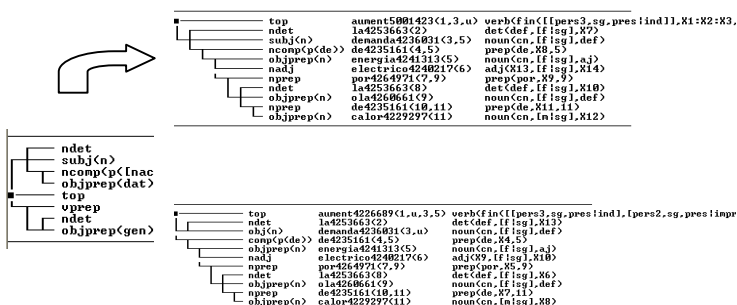 top aument5001423(1,3,u) verb(fin([[pers3,sg,pres|ind]],X1:X2:X3,
ndet la4253663(2) det(def,[f|sg],X7)
subj(n) demanda4236031(3,5) noun(cn,[f|sg],def)
ncomp(p(de)) de4235161(4,5) prep(de,X8,5)
objprep(n) energia4241313(5) noun(cn,[f|sg],aj)
nadj electrico4240217(6) adj(X13,[f|sg],X14)
nprep por4264971(7,9) prep(por,X9,9)
ndet la4253663(8) det(def,[f|sg],X10)
objprep(n) ola4260661(9) noun(cn,[f|sg],def)
nprep de4235161(10,11) prep(de,X11,11)
objprep(n) calor4229297(11) noun(cn,[m|sg],X12)
ndet
subj(n)
ncomp(p([nac
objprep(dat)
top
vprep
ndet
objprep(gen)
top aument4226689(1,u,3,5) verb(fin([[pers3,sg,pres|ind],[pers2,sg,pres|impr
ndet la4253663(2) det(def,[f|sg],X13)
obj(n) demanda4236031(3,u) noun(cn,[f|sg],def)
comp(p(de)) de4235161(4,5) prep(de,X4,5)
objprep(n) energia4241313(5) noun(cn,[f|sg],aj)
nadj electrico4240217(6) adj(X9,[f|sg],X10)
nprep por4264971(7,9) prep(por,X5,9)
ndet la4253663(8) det(def,[f|sg],X6)
objprep(n) ola4260661(9) noun(cn,[f|sg],def)
nprep de4235161(10,11) prep(de,X7,11)
objprep(n) calor4229297(11) noun(cn,[m|sg],X8)